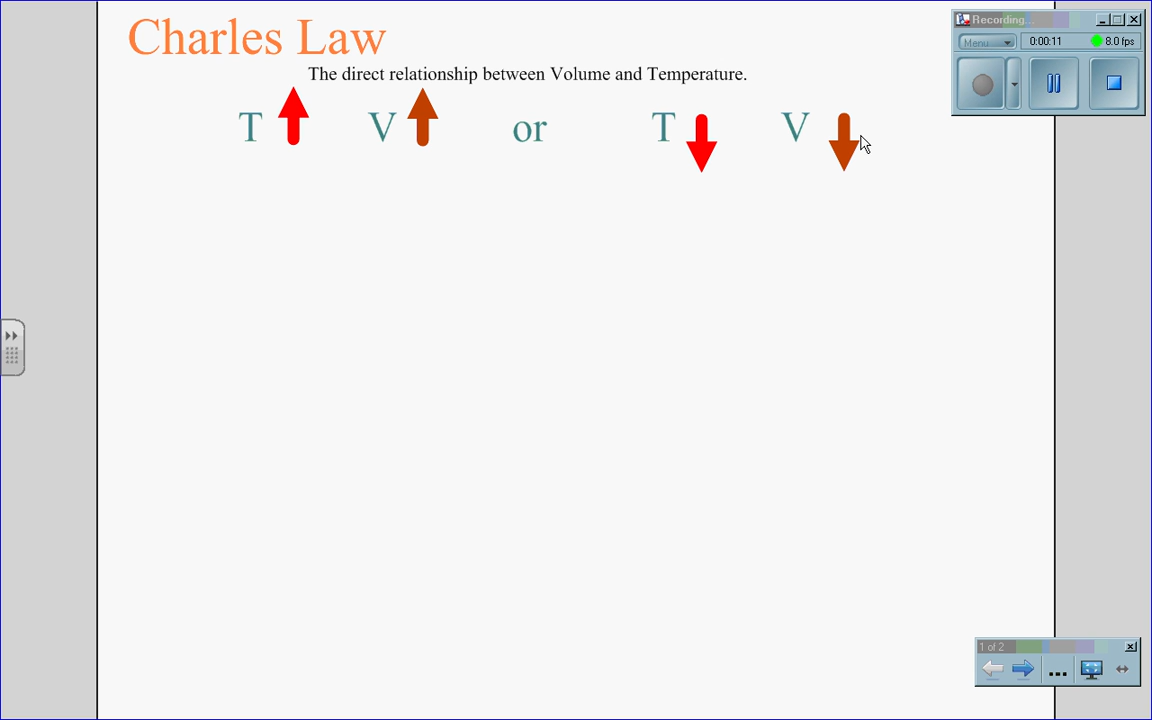 Charles Law
The direct relationship between Volume and Temperature.
T V or T V
Recording...
Menu 0:00:11 8.0 fps
1 of 2
...